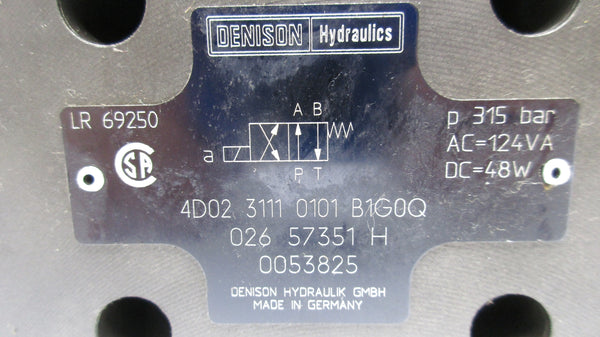 DENISON Hydraulics
LR 69250
p 315 bar
AC=124VA
DC=48W
CSA
A B
a
P T
4D02 3111 0101 B1G0Q
026 57351 H
0053825
DENISON HYDRAULIK GMBH
MADE IN GERMANY